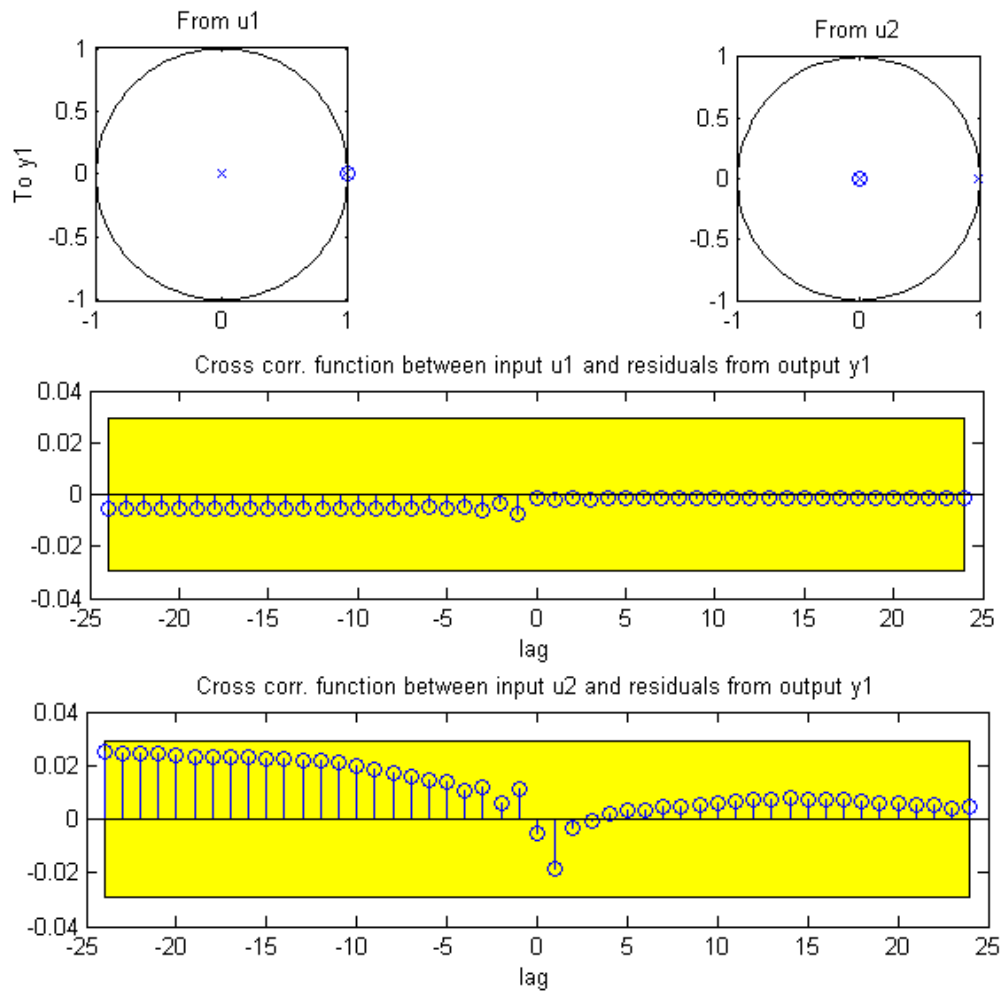 From u1
From u2
To y1
1
0.5
0
-0.5
-1
-1
0
1
1
0.5
0
-0.5
-1
-1
0
1
Cross corr. function between input u1 and residuals from output y1
0.04
0.02
0
-0.02
-0.04
-25 -20 -15 -10 -5 0 5 10 15 20 25
lag
Cross corr. function between input u2 and residuals from output y1
0.04
0.02
0
-0.02
-0.04
-25 -20 -15 -10 -5 0 5 10 15 20 25
lag